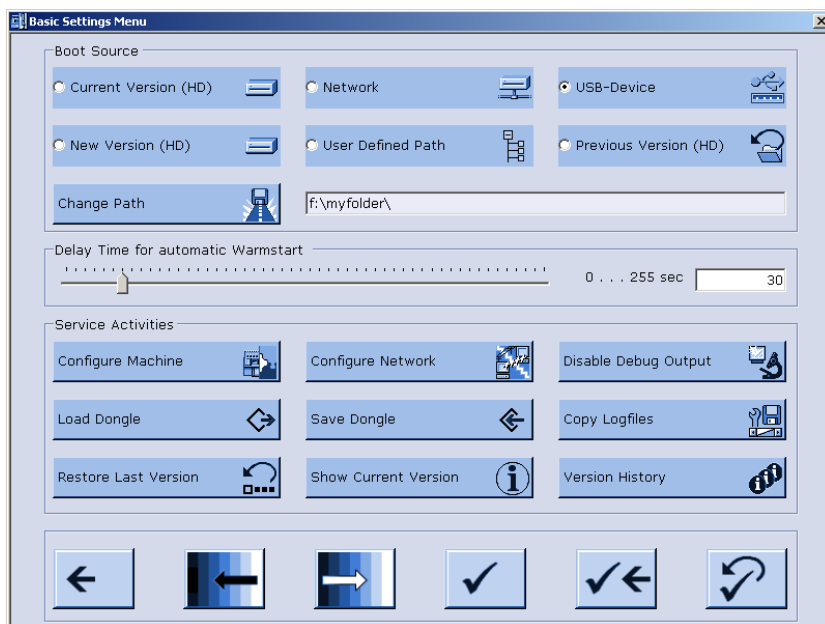 Basic Settings Menu
Boot Source
Current Version (HD)
Network
USB-Device
New Version (HD)
User Defined Path
Previous Version (HD)
Change Path
f:\myfolder\
Delay Time for automatic Warmstart
0 . . . 255 sec
30
Service Activities
Configure Machine
Configure Network
Disable Debug Output
Load Dongle
Save Dongle
Copy Logfiles
Restore Last Version
Show Current Version
Version History